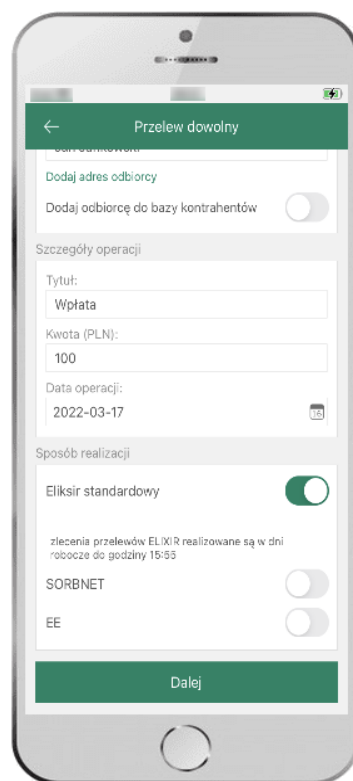 Przelew dowolny
Dodaj adres odbiorcy
Dodaj odbiorcę do bazy kontrahentów
Szczegóły operacji
Tytuł:
Wpłata
Kwota (PLN):
100
Data operacji:
2022-03-17
16
Sposób realizacji
Eliksir standardowy
zlecenia przelewów ELIXIR realizowane są w dni
robocze do godziny 15:55
SORBNET
EE
Dalej